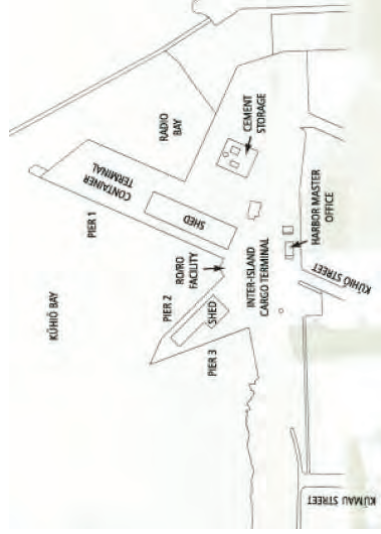 KŪHIŌ BAY
PIER 1
CONTAINER
TERMINAL
RADIO
BAY
SHED
CEMENT
STORAGE
RO/RO
FACILITY
PIER 2
SHED
PIER 3
INTER-ISLAND
CARGO TERMINAL
HARBOR MASTER
OFFICE
KŪHIŌ STREET
KUMAU STREET